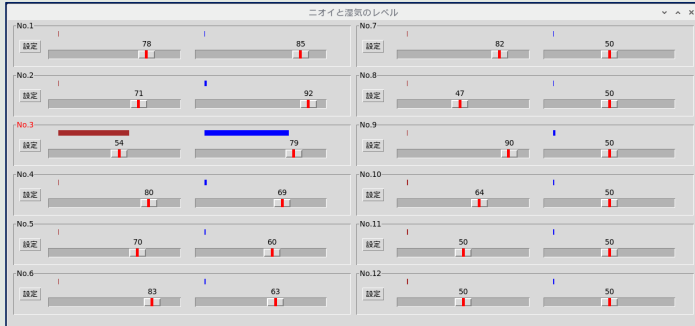 ニオイと湿気のレベル
No.1
設定 78 85
No.2
設定 71 92
No.3
設定 54 79
No.4
設定 80 69
No.5
設定 70 60
No.6
設定 83 63
No.7
設定 82 50
No.8
設定 47 50
No.9
設定 90 50
No.10
設定 64 50
No.11
設定 50 50
No.12
設定 50 50